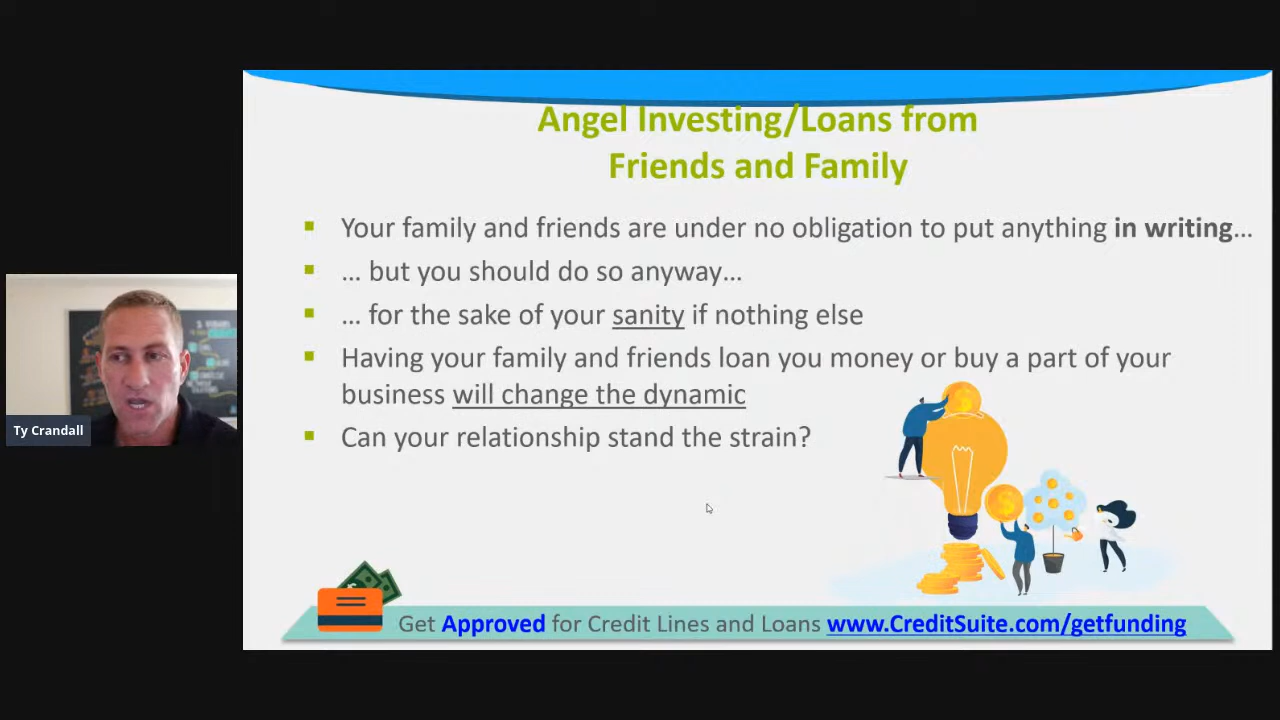 Angel Investing/Loans from
Friends and Family
Your family and friends are under no obligation to put anything in writing…
… but you should do so anyway…
… for the sake of your sanity if nothing else
Having your family and friends loan you money or buy a part of your
business will change the dynamic
Can your relationship stand the strain?
Ty Crandall
Get Approved for Credit Lines and Loans www.CreditSuite.com/getfunding